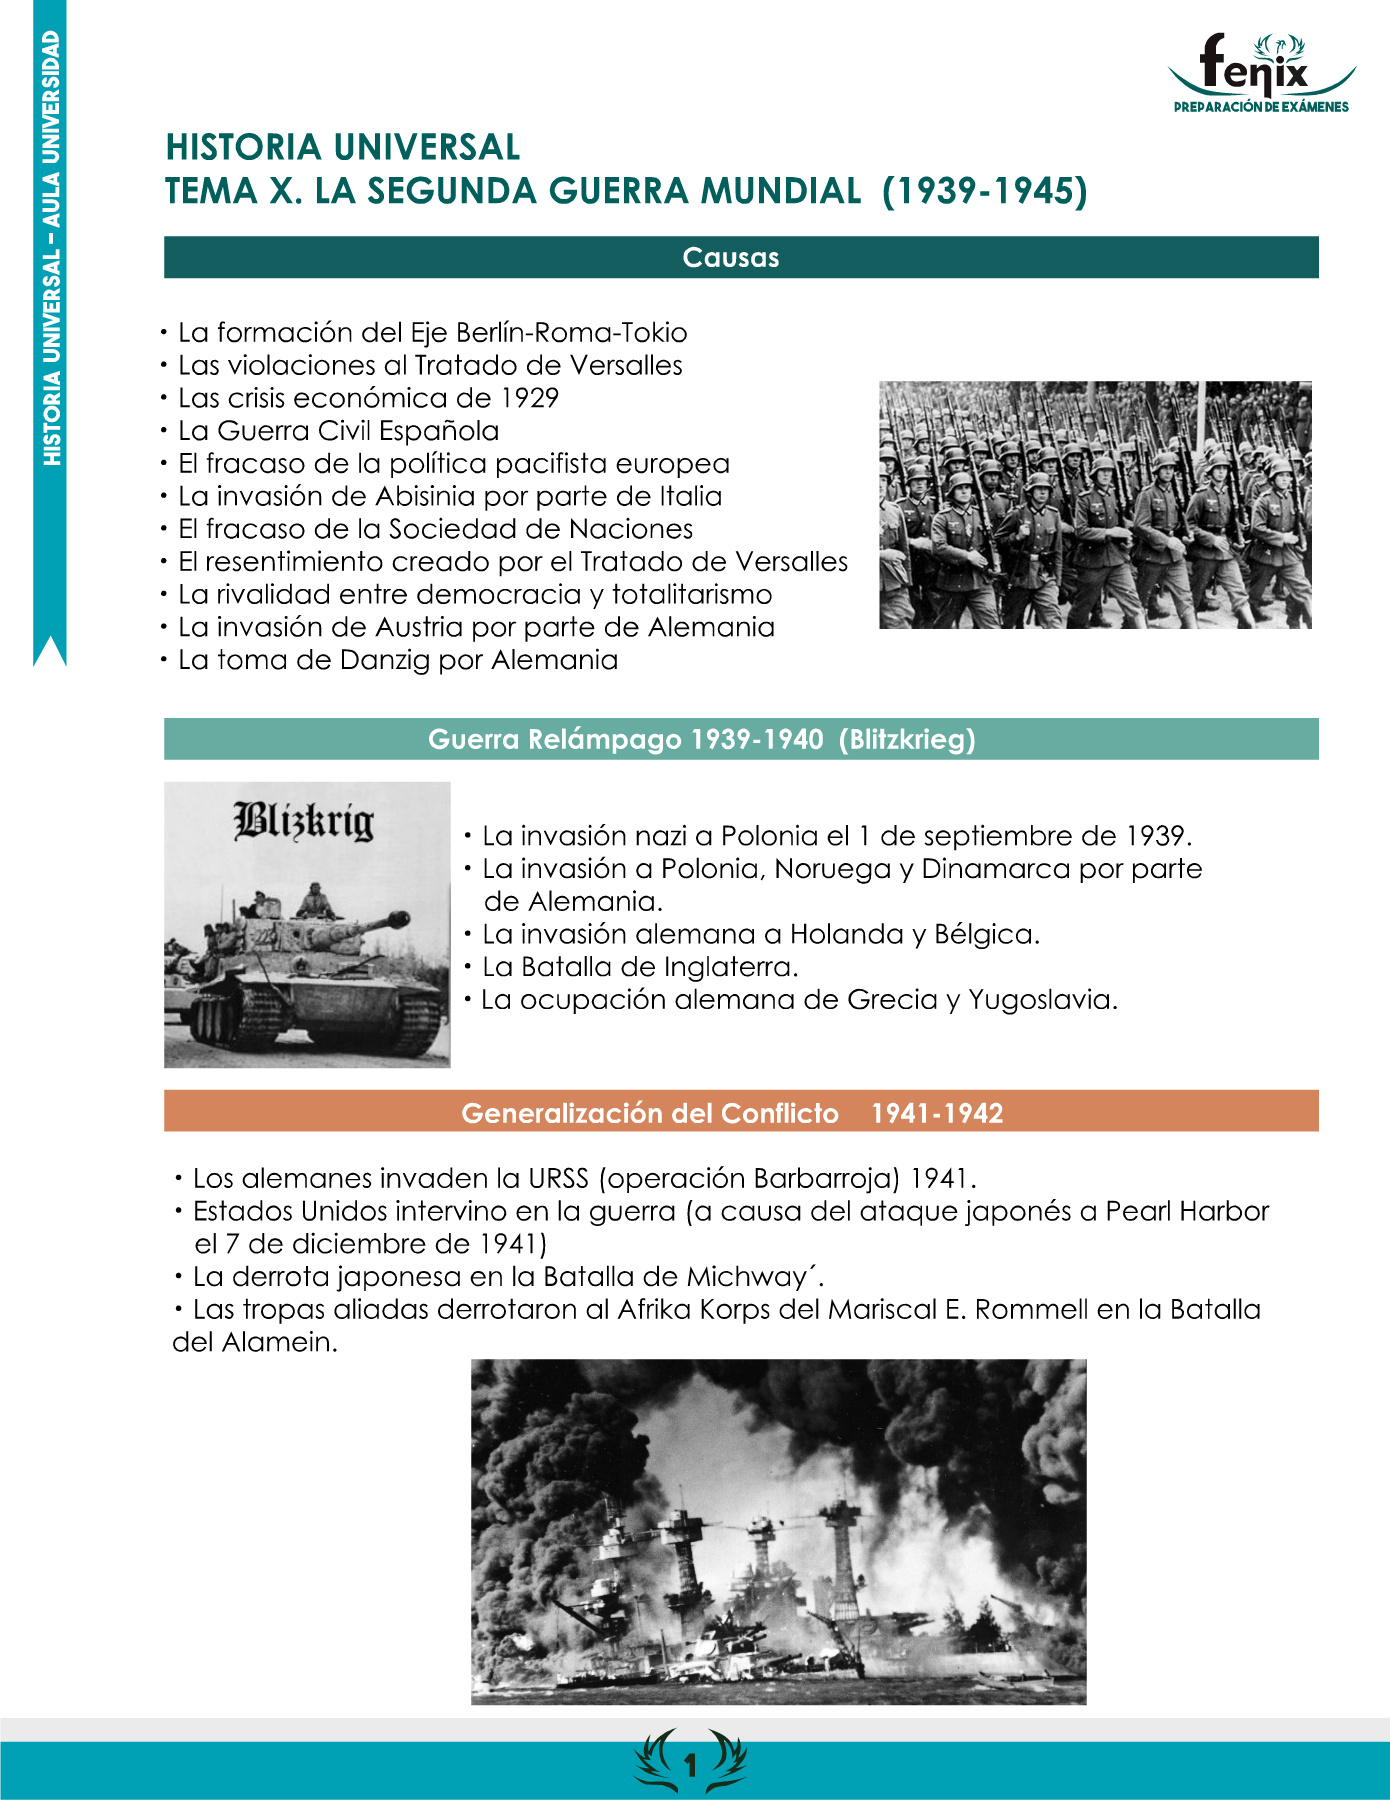 HISTORIA UNIVERSAL – AULA UNIVERSIDAD
fenix
PREPARACIÓN DE EXÁMENES
HISTORIA UNIVERSAL
TEMA X. LA SEGUNDA GUERRA MUNDIAL (1939-1945)
Causas
• La formación del Eje Berlín-Roma-Tokio
• Las violaciones al Tratado de Versalles
• Las crisis económica de 1929
• La Guerra Civil Española
• El fracaso de la política pacifista europea
• La invasión de Abisinia por parte de Italia
• El fracaso de la Sociedad de Naciones
• El resentimiento creado por el Tratado de Versalles
• La rivalidad entre democracia y totalitarismo
• La invasión de Austria por parte de Alemania
• La toma de Danzig por Alemania
Guerra Relámpago 1939-1940 (Blitzkrieg)
Blizkrig
• La invasión nazi a Polonia el 1 de septiembre de 1939.
• La invasión a Polonia, Noruega y Dinamarca por parte
de Alemania.
• La invasión alemana a Holanda y Bélgica.
• La Batalla de Inglaterra.
• La ocupación alemana de Grecia y Yugoslavia.
Generalización del Conflicto 1941-1942
• Los alemanes invaden la URSS (operación Barbarroja) 1941.
• Estados Unidos intervino en la guerra (a causa del ataque japonés a Pearl Harbor
el 7 de diciembre de 1941)
• La derrota japonesa en la Batalla de Michway´.
• Las tropas aliadas derrotaron al Afrika Korps del Mariscal E. Rommell en la Batalla
del Alamein.
1